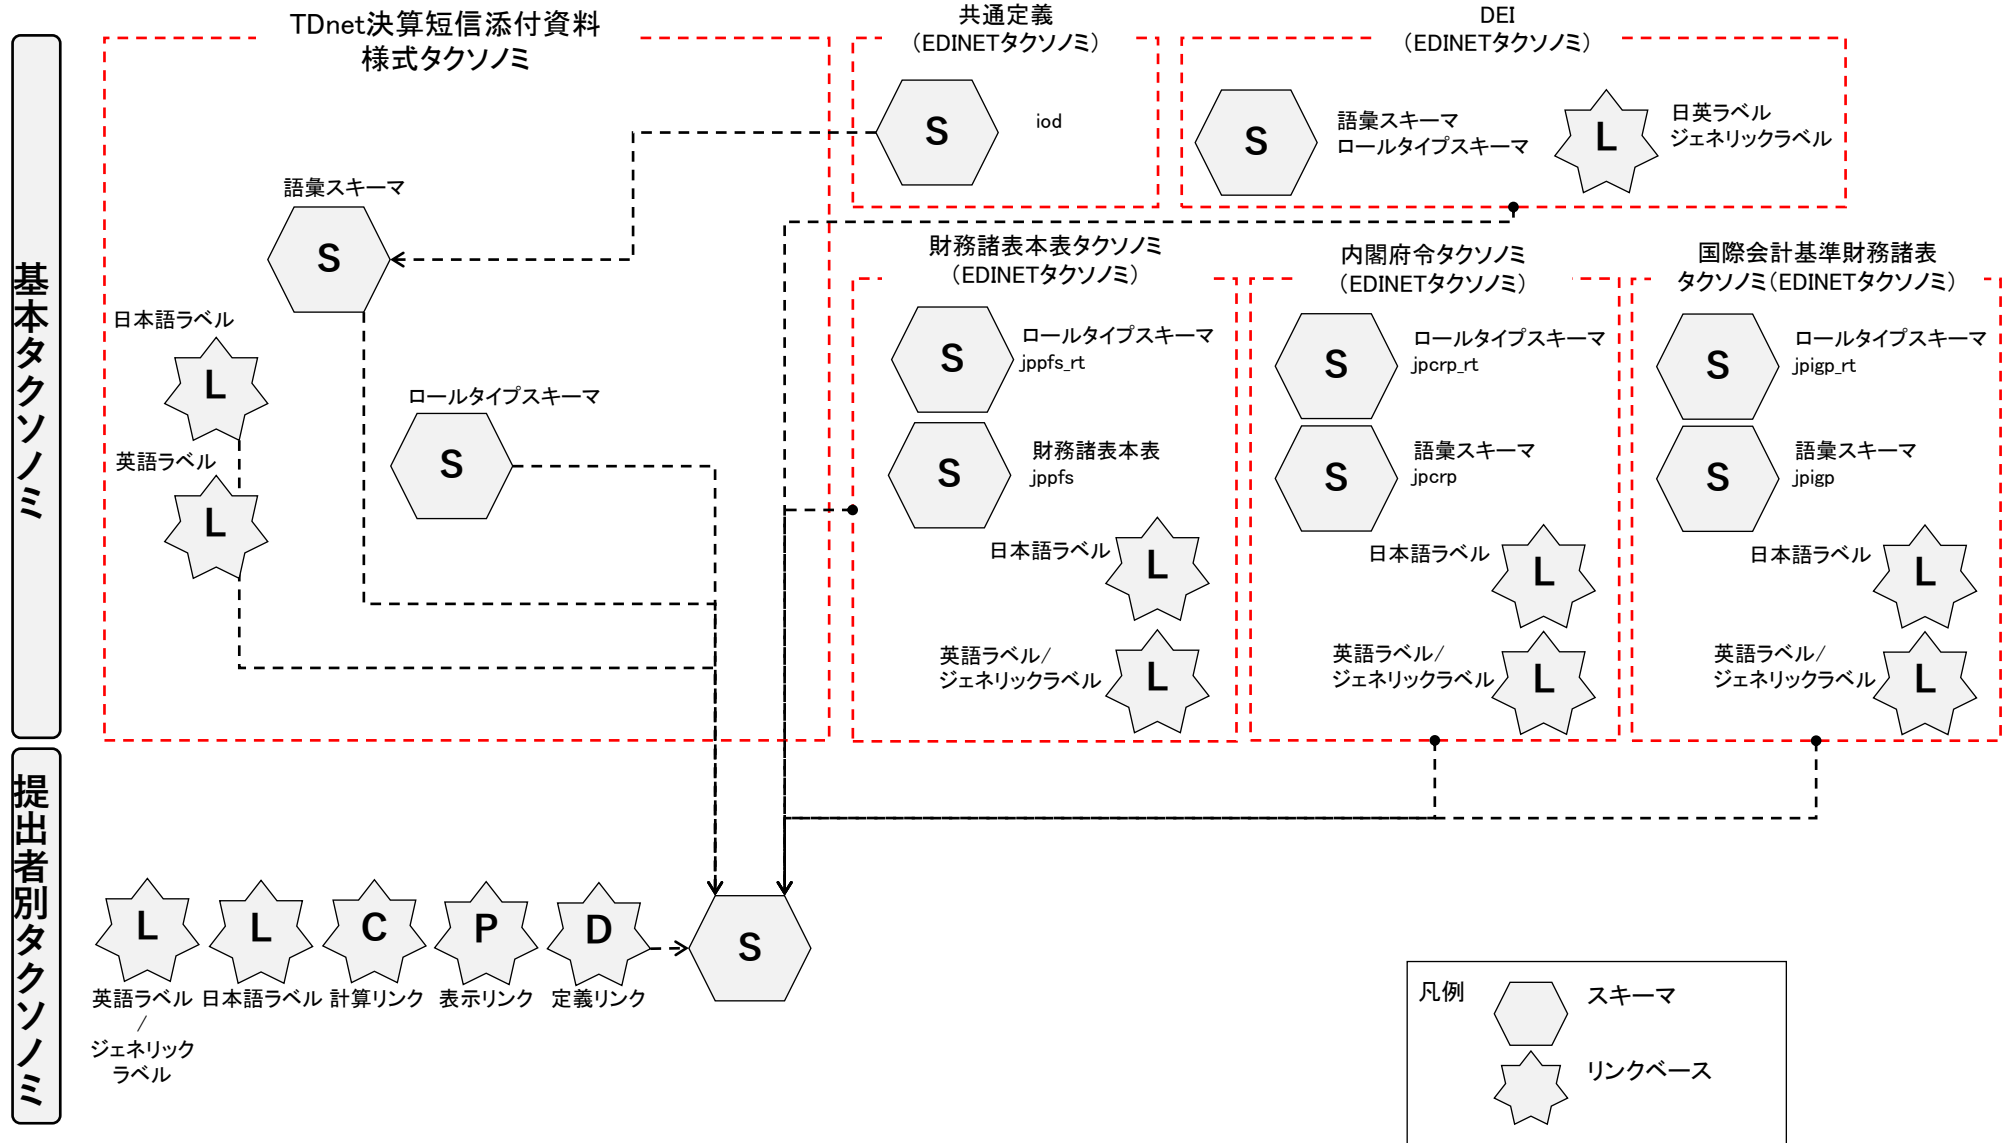 基本タクソノミ
TDnet決算短信添付資料
様式タクソノミ
語彙スキーマ
S
日本語ラベル
L
英語ラベル
L
ロールタイプスキーマ
S
共通定義
（EDINETタクソノミ）
S
iod
DEI
（EDINETタクソノミ）
S
語彙スキーマ
ロールタイプスキーマ
L
日英ラベル
ジェネリックラベル
財務諸表本表タクソノミ
（EDINETタクソノミ）
S
ロールタイプスキーマ
jppfs_rt
S
財務諸表本表
jppfs
日本語ラベル
L
英語ラベル/
ジェネリックラベル
L
内閣府令タクソノミ
（EDINETタクソノミ）
S
ロールタイプスキーマ
jpcrp_rt
S
語彙スキーマ
jpcrp
日本語ラベル
L
英語ラベル/
ジェネリックラベル
L
国際会計基準財務諸表
タクソノミ（EDINETタクソノミ）
S
ロールタイプスキーマ
jpigp_rt
S
語彙スキーマ
jpigp
日本語ラベル
L
英語ラベル/
ジェネリックラベル
L
提出者別タクソノミ
L
英語ラベル
/
ジェネリック
ラベル
L
日本語ラベル
C
計算リンク
P
表示リンク
D
定義リンク
S
凡例
スキーマ
リンクベース